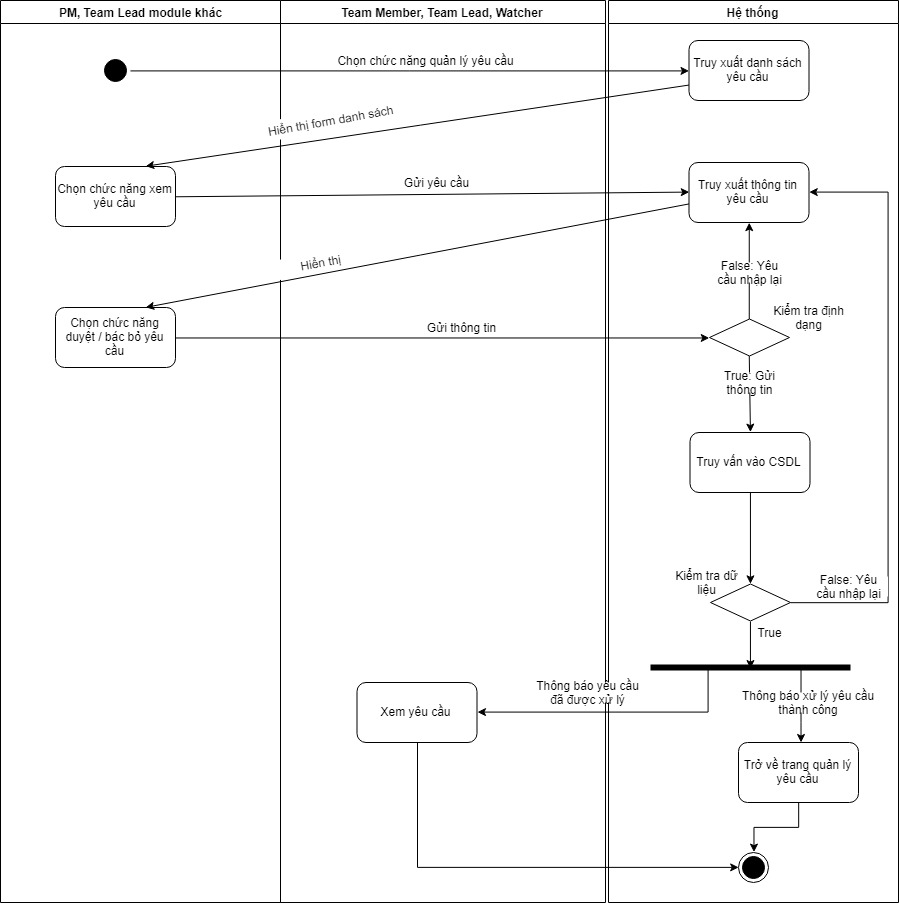 PM, Team Lead module khác
Team Member, Team Lead, Watcher
Hệ thống
Chọn chức năng quản lý yêu cầu
Truy xuất danh sách
yêu cầu
Hiển thị form danh sách
Chọn chức năng xem
yêu cầu
Gửi yêu cầu
Truy xuất thông tin
yêu cầu
Hiển thị
False: Yêu
cầu nhập lại
Chọn chức năng
duyệt / bác bỏ yêu
cầu
Gửi thông tin
Kiểm tra định
dạng
True: Gửi
thông tin
Truy vấn vào CSDL
Kiểm tra dữ
liệu
False: Yêu
cầu nhập lại
True
Thông báo yêu cầu
đã được xử lý
Thông báo xử lý yêu cầu
thành công
Xem yêu cầu
Trở về trang quản lý
yêu cầu